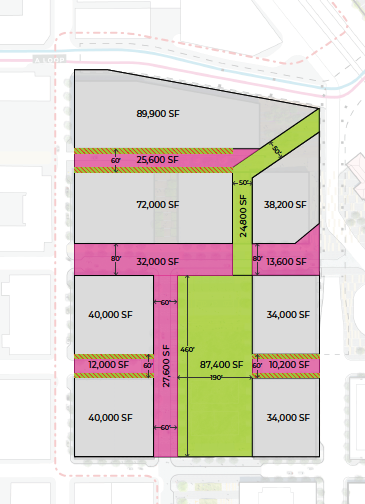 A LOOP
89,900 SF
60'
25,600 SF
50'
50'
72,000 SF
24,800 SF
38,200 SF
80'
32,000 SF
80'
13,600 SF
60'
40,000 SF
34,000 SF
460'
27,600 SF
12,000 SF
60'
87,400 SF
60'
10,200 SF
190'
40,000 SF
34,000 SF
60'